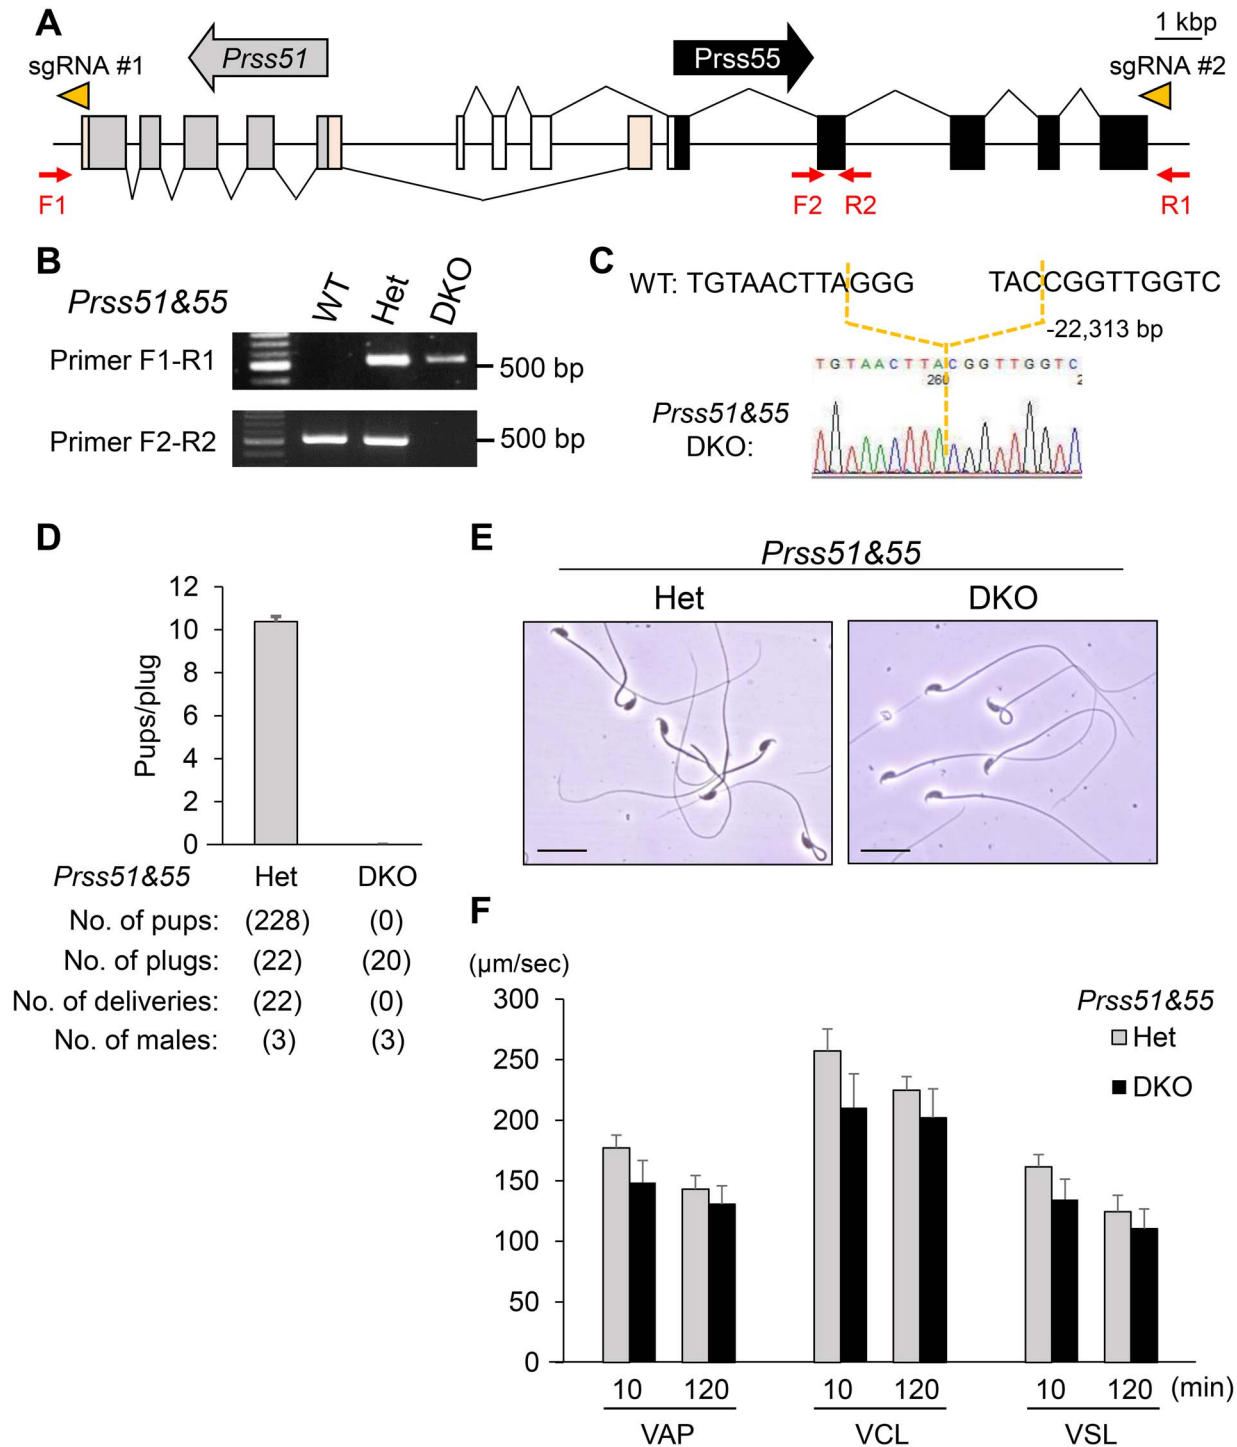 A
1 kbp
Prss51
Prss55
sgRNA #1
sgRNA #2
F1
F2
R2
R1
B
Prss51&55
WT
Het
DKO
Primer F1-R1
500 bp
Primer F2-R2
500 bp
C
WT: TGTAACTTAGGG TACCGGTTGGTC
-22,313 bp
TGTAACTTACGGTTGGTC
260
2
Prss51&55
DKO:
D
Pups/plug
12
10
8
6
4
2
0
Prss51&55 Het DKO
No. of pups: (228) (0)
No. of plugs: (22) (20)
No. of deliveries: (22) (0)
No. of males: (3) (3)
E
Prss51&55
Het DKO
F
(µm/sec)
300
250
200
150
100
50
0
Prss51&55
Het
DKO
10 120 10 120 10 120 (min)
VAP VCL VSL